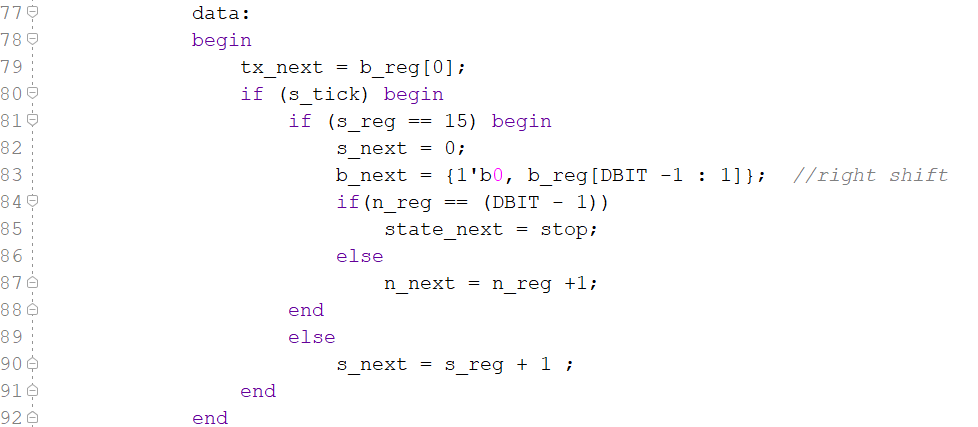 77 data:
78 begin
79 tx_next = b_reg[0];
80 if (s_tick) begin
81 if (s_reg == 15) begin
82 s_next = 0;
83 b_next = {1'b0, b_reg[DBIT -1 : 1]}; //right shift
84 if(n_reg == (DBIT - 1))
85 state_next = stop;
86 else
87 n_next = n_reg +1;
88 end
89 else
90 s_next = s_reg + 1 ;
91 end
92 end